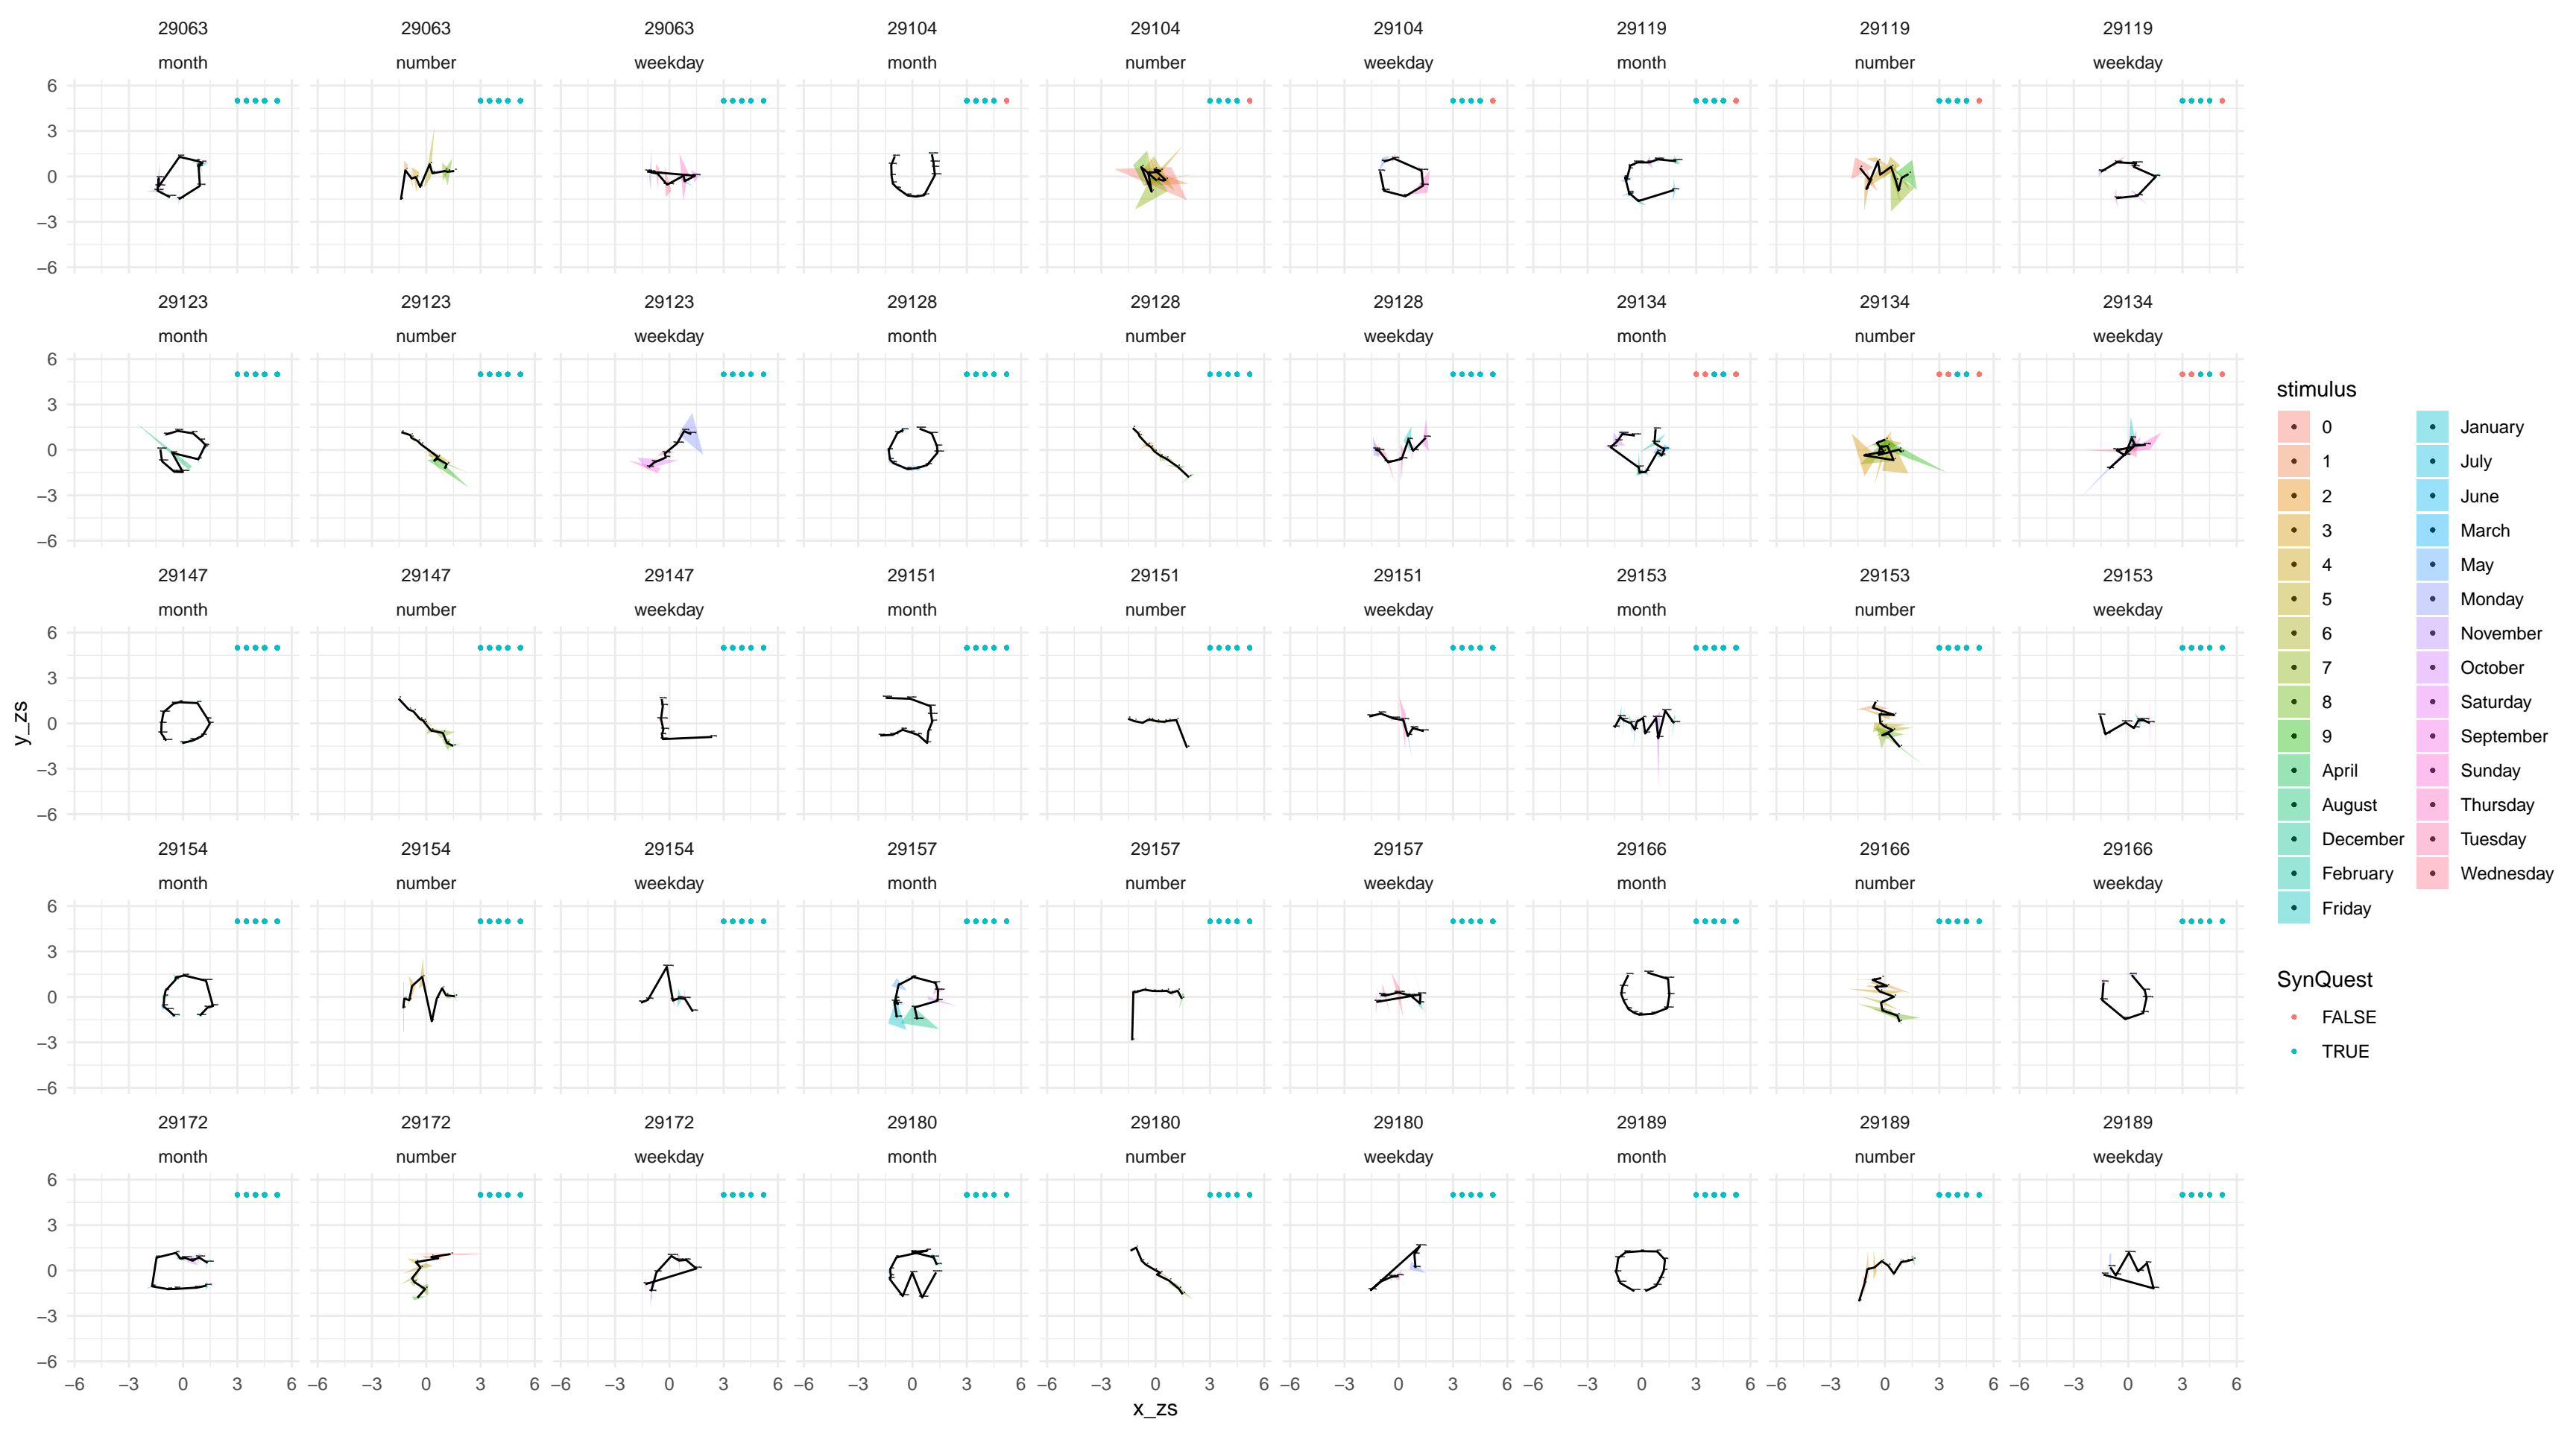 29063 29063 29063 29104 29104 29104 29119 29119 29119
month number weekday month number weekday month number weekday
6
3
0
−3
−6
29123 29123 29123 29128 29128 29128 29134 29134 29134
month number weekday month number weekday month number weekday
6
3
0
−3
−6
29147 29147 29147 29151 29151 29151 29153 29153 29153
month number weekday month number weekday month number weekday
6
3
0
−3
−6
29154 29154 29154 29157 29157 29157 29166 29166 29166
month number weekday month number weekday month number weekday
6
3
0
−3
−6
29172 29172 29172 29180 29180 29180 29189 29189 29189
month number weekday month number weekday month number weekday
6
3
0
−3
−6
−6 −3 0 3 6 −6 −3 0 3 6 −6 −3 0 3 6 −6 −3 0 3 6 −6 −3 0 3 6 −6 −3 0 3 6 −6 −3 0 3 6 −6 −3 0 3 6 −6 −3 0 3 6
x_zs
y_zs
stimulus
0
1
2
3
4
5
6
7
8
9
April
August
December
February
Friday
January
July
June
March
May
Monday
November
October
Saturday
September
Sunday
Thursday
Tuesday
Wednesday
SynQuest
FALSE
TRUE